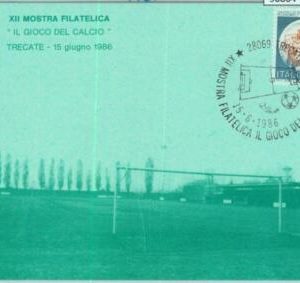 XII MOSTRA FILATELICA
" IL GIOCO DEL CALCIO "
TRECATE - 15 giugno 1986
ITALIA
28069
XII MOSTRA FILATELICA IL GIOCO DEL
15-6-1986